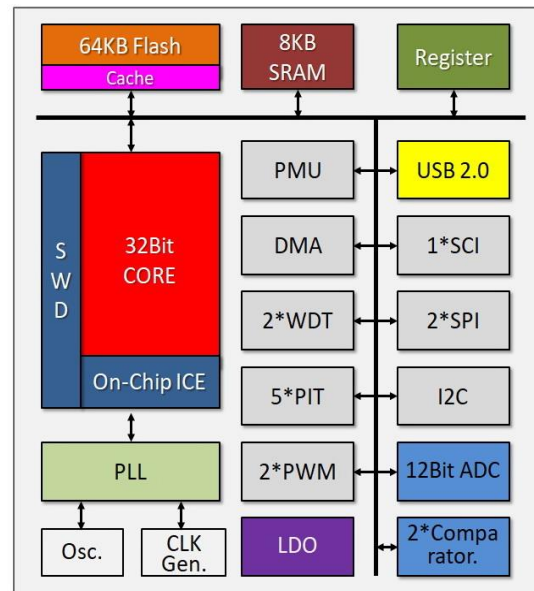 64KB Flash
Cache
8KB
SRAM
Register
S
W
D
32Bit
CORE
On-Chip ICE
PLL
Osc.
CLK
Gen.
PMU
USB 2.0
DMA
1*SCI
2*WDT
2*SPI
5*PIT
I2C
2*PWM
12Bit ADC
LDO
2*Compa
rator.